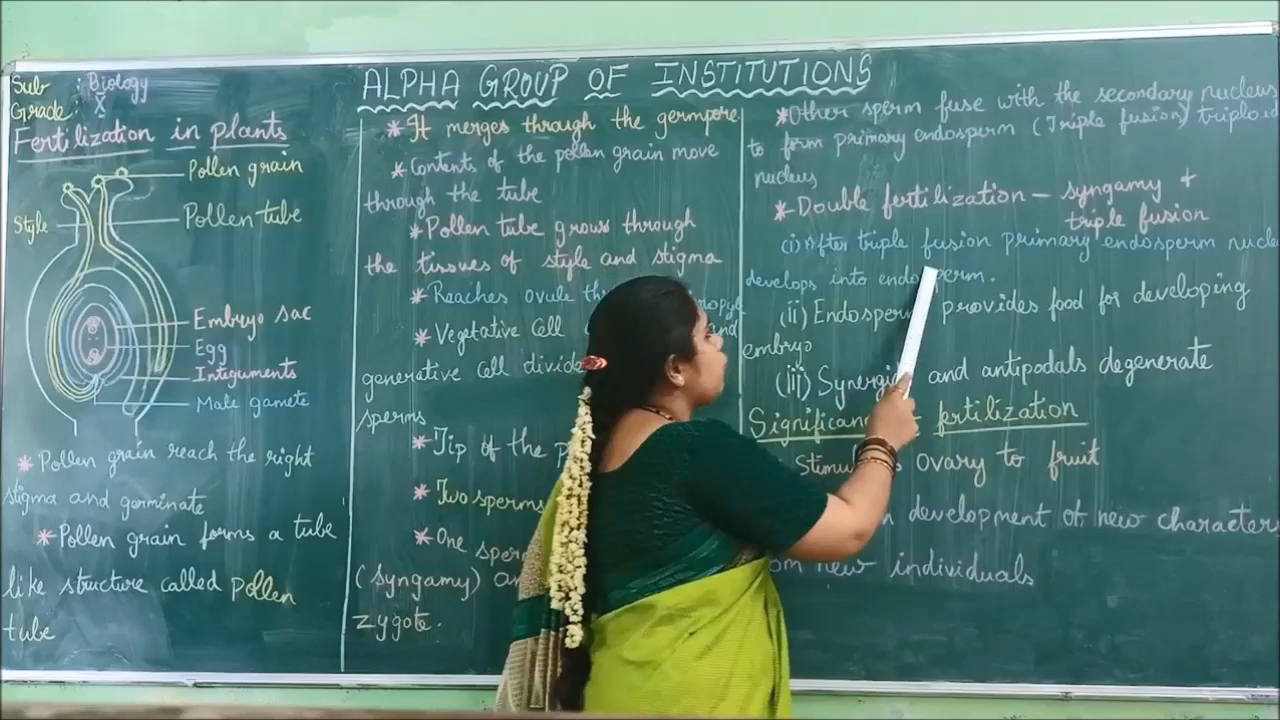 Sub : Biology
Grade : X
ALPHA GROUP OF INSTITUTIONS
Fertilization in plants
Pollen grain
Style
Pollen tube
Embryo sac
Egg
Intiguments
Male gamete
* Pollen grain reach the right
stigma and germinate
* Pollen grain forms a tube
like structure called pollen
tube
* It merges through the germpore
* Contents of the pollen grain move
through the tube
* Pollen tube grows through
the tissues of style and stigma
* Reaches ovule
* Vegetative cell
generative cell divide
sperms
* Tip of the
* Two sperms
* One
(syngamy)
zygote.
* Other sperm fuse with the secondary nucleus
to form primary endosperm (Triple fusion) triploid
nucleus
* Double fertilization – syngamy +
triple fusion
(i) After triple fusion primary endosperm
develops into endosperm.
(ii) Endosperm provides food for developing
embryo
(iii) and antipodals degenerate
fertilization
ovary to fruit
development of new characters
new individuals